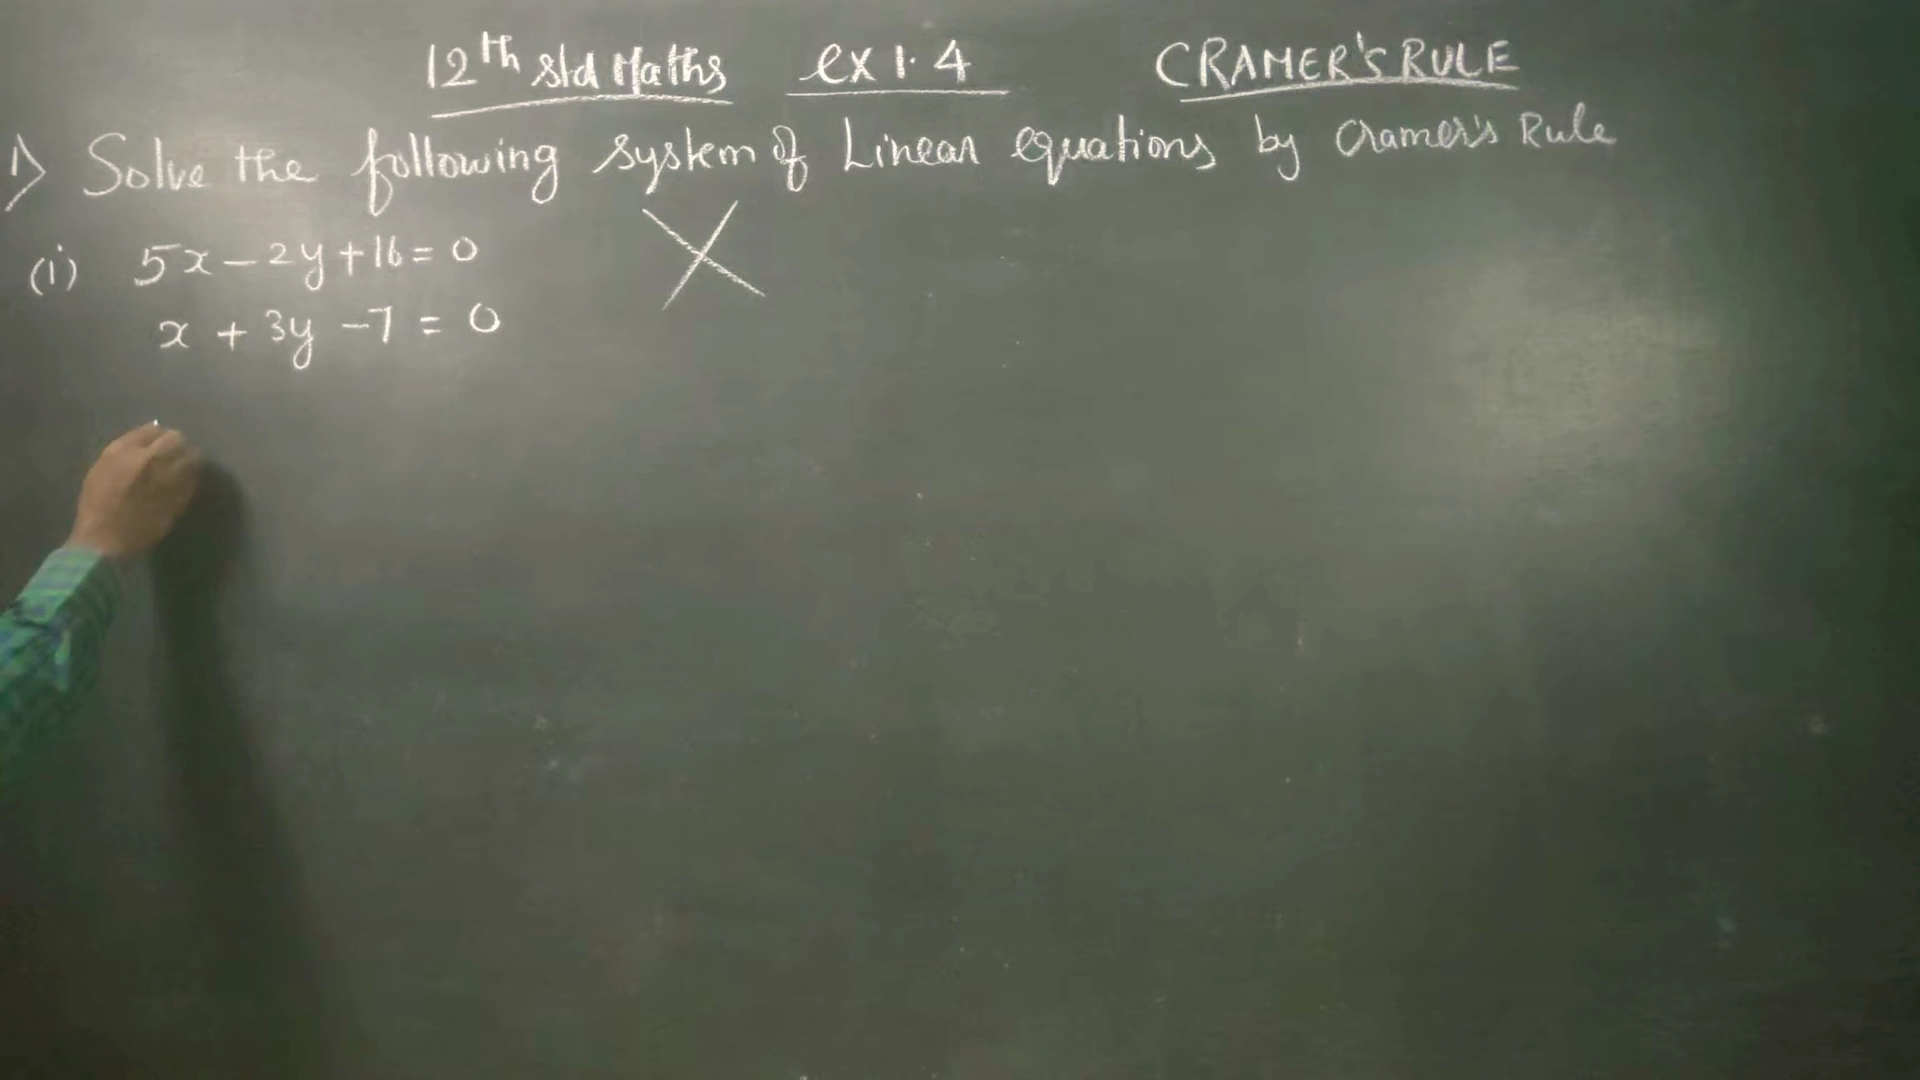 12th std Maths ex 1.4 CRAMER'S RULE
1) Solve the following system of Linear equations by Cramer's Rule
(i) 5x - 2y + 16 = 0
x + 3y - 7 = 0